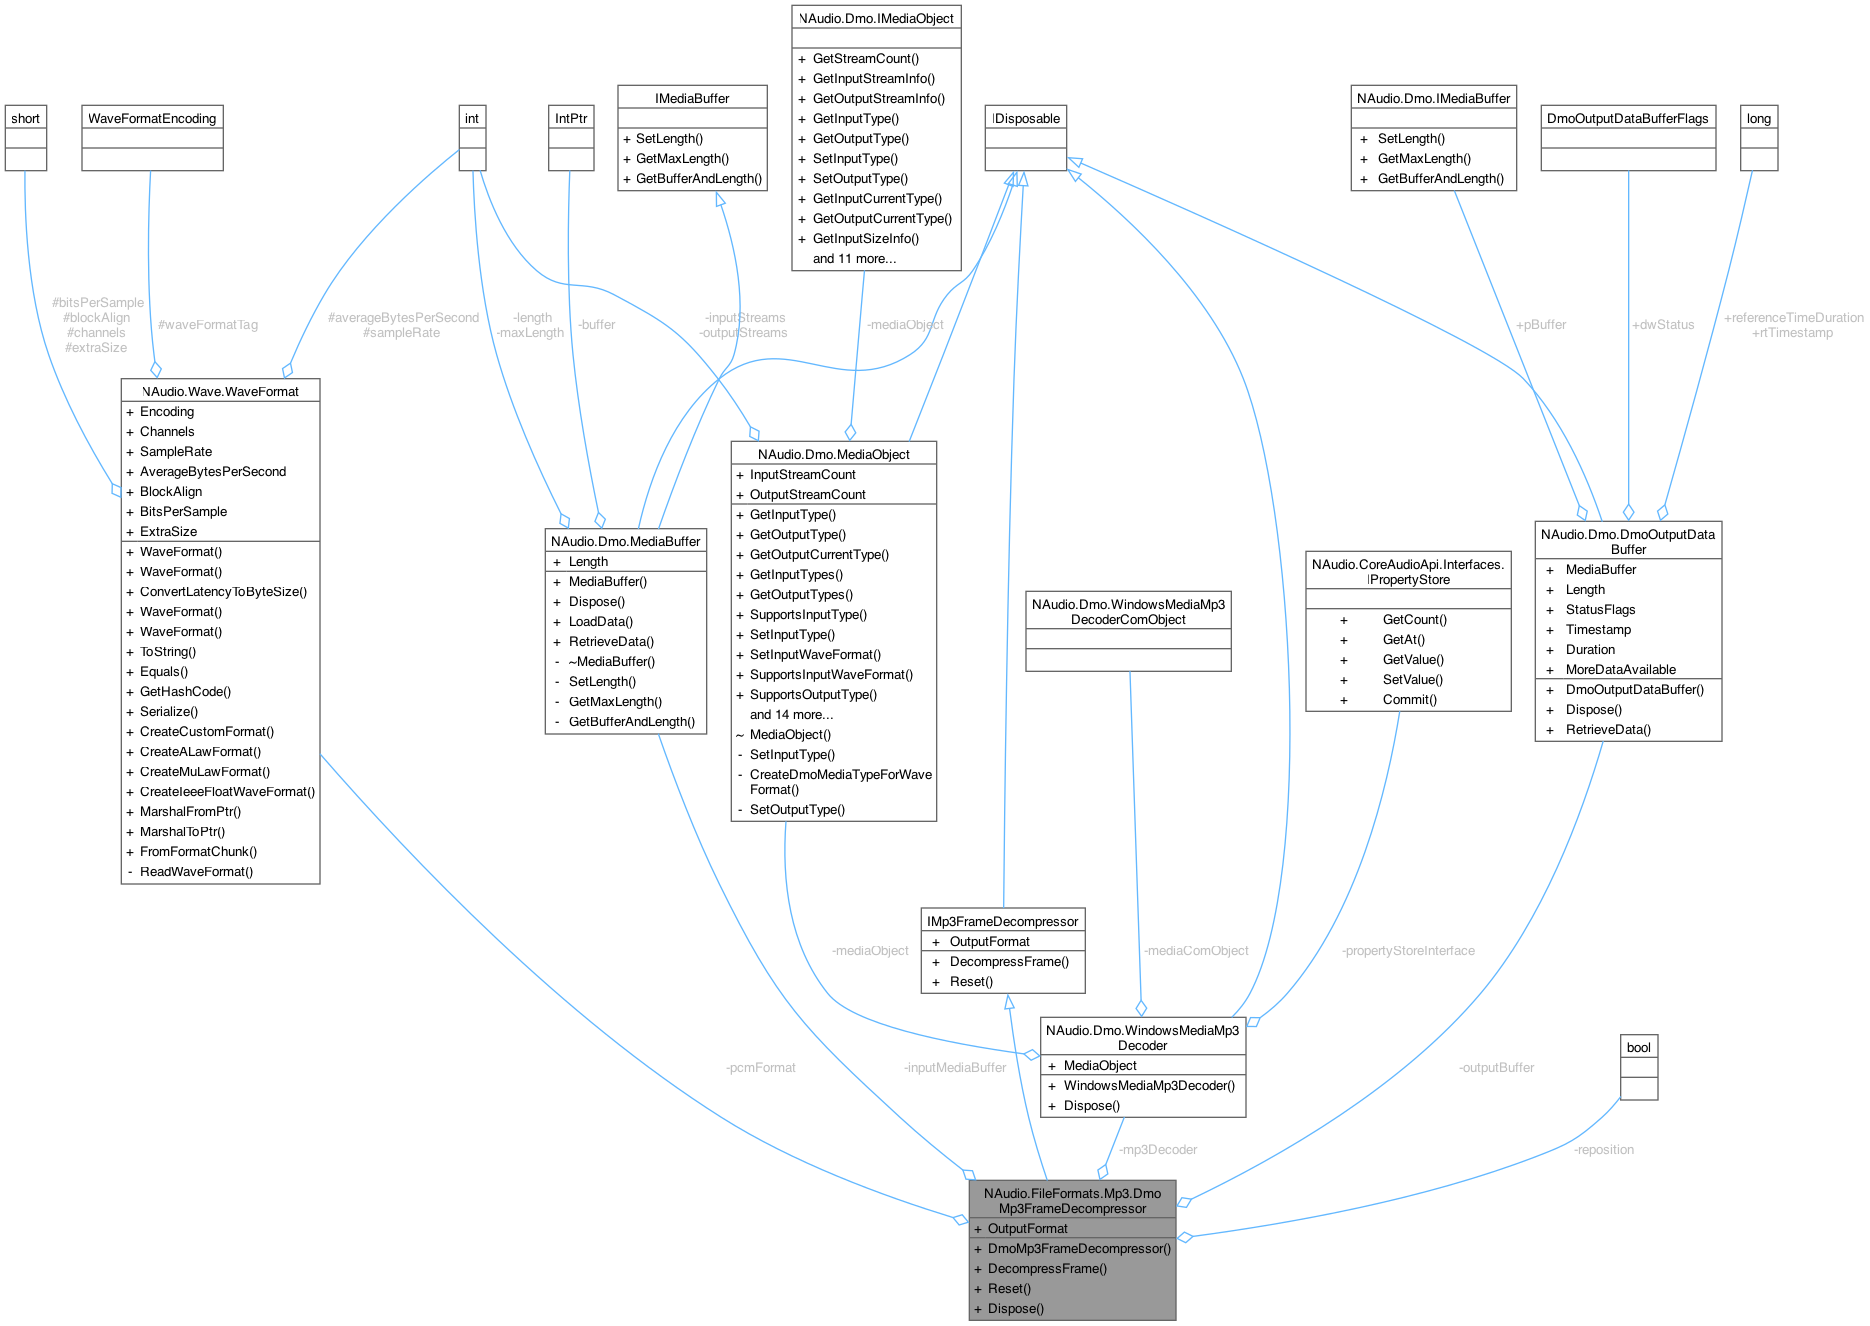 NAudio.Dmo.IMediaObject
+ GetStreamCount()
+ GetInputStreamInfo()
+ GetOutputStreamInfo()
+ GetInputType()
+ GetOutputType()
+ SetInputType()
+ SetOutputType()
+ GetInputCurrentType()
+ GetOutputCurrentType()
+ GetInputSizeInfo()
and 11 more...
short
WaveFormatEncoding
int
IntPtr
IMediaBuffer
+ SetLength()
+ GetMaxLength()
+ GetBufferAndLength()
IDisposable
NAudio.Dmo.IMediaBuffer
+ SetLength()
+ GetMaxLength()
+ GetBufferAndLength()
DmoOutputDataBufferFlags
long
#bitsPerSample
#blockAlign
#channels
#extraSize
#waveFormatTag
#averageBytesPerSecond
#sampleRate
-length
-maxLength
-buffer
-inputStreams
-outputStreams
-mediaObject
+pBuffer
+dwStatus
+referenceTimeDuration
+rtTimestamp
NAudio.Wave.WaveFormat
+ Encoding
+ Channels
+ SampleRate
+ AverageBytesPerSecond
+ BlockAlign
+ BitsPerSample
+ ExtraSize
+ WaveFormat()
+ WaveFormat()
+ ConvertLatencyToByteSize()
+ WaveFormat()
+ WaveFormat()
+ ToString()
+ Equals()
+ GetHashCode()
+ Serialize()
+ CreateCustomFormat()
+ CreateALawFormat()
+ CreateMuLawFormat()
+ CreateIeeeFloatWaveFormat()
+ MarshalFromPtr()
+ MarshalToPtr()
+ FromFormatChunk()
- ReadWaveFormat()
NAudio.Dmo.MediaBuffer
+ Length
+ MediaBuffer()
+ Dispose()
+ LoadData()
+ RetrieveData()
- ~MediaBuffer()
- SetLength()
- GetMaxLength()
- GetBufferAndLength()
NAudio.Dmo.MediaObject
+ InputStreamCount
+ OutputStreamCount
+ GetInputType()
+ GetOutputType()
+ GetOutputCurrentType()
+ GetInputTypes()
+ GetOutputTypes()
+ SupportsInputType()
+ SetInputType()
+ SetInputWaveFormat()
+ SupportsInputWaveFormat()
+ SupportsOutputType()
and 14 more...
~ MediaObject()
- SetInputType()
- CreateDmoMediaTypeForWave
Format()
- SetOutputType()
NAudio.Dmo.WindowsMediaMp3
DecoderComObject
NAudio.CoreAudioApi.Interfaces.
IPropertyStore
+ GetCount()
+ GetAt()
+ GetValue()
+ SetValue()
+ Commit()
NAudio.Dmo.DmoOutputData
Buffer
+ MediaBuffer
+ Length
+ StatusFlags
+ Timestamp
+ Duration
+ MoreDataAvailable
+ DmoOutputDataBuffer()
+ Dispose()
+ RetrieveData()
IMp3FrameDecompressor
+ OutputFormat
+ DecompressFrame()
+ Reset()
-mediaObject
-mediaComObject
-propertyStoreInterface
NAudio.Dmo.WindowsMediaMp3
Decoder
+ MediaObject
+ WindowsMediaMp3Decoder()
+ Dispose()
bool
-pcmFormat
-inputMediaBuffer
-outputBuffer
-mp3Decoder
-reposition
NAudio.FileFormats.Mp3.Dmo
Mp3FrameDecompressor
+ OutputFormat
+ DmoMp3FrameDecompressor()
+ DecompressFrame()
+ Reset()
+ Dispose()